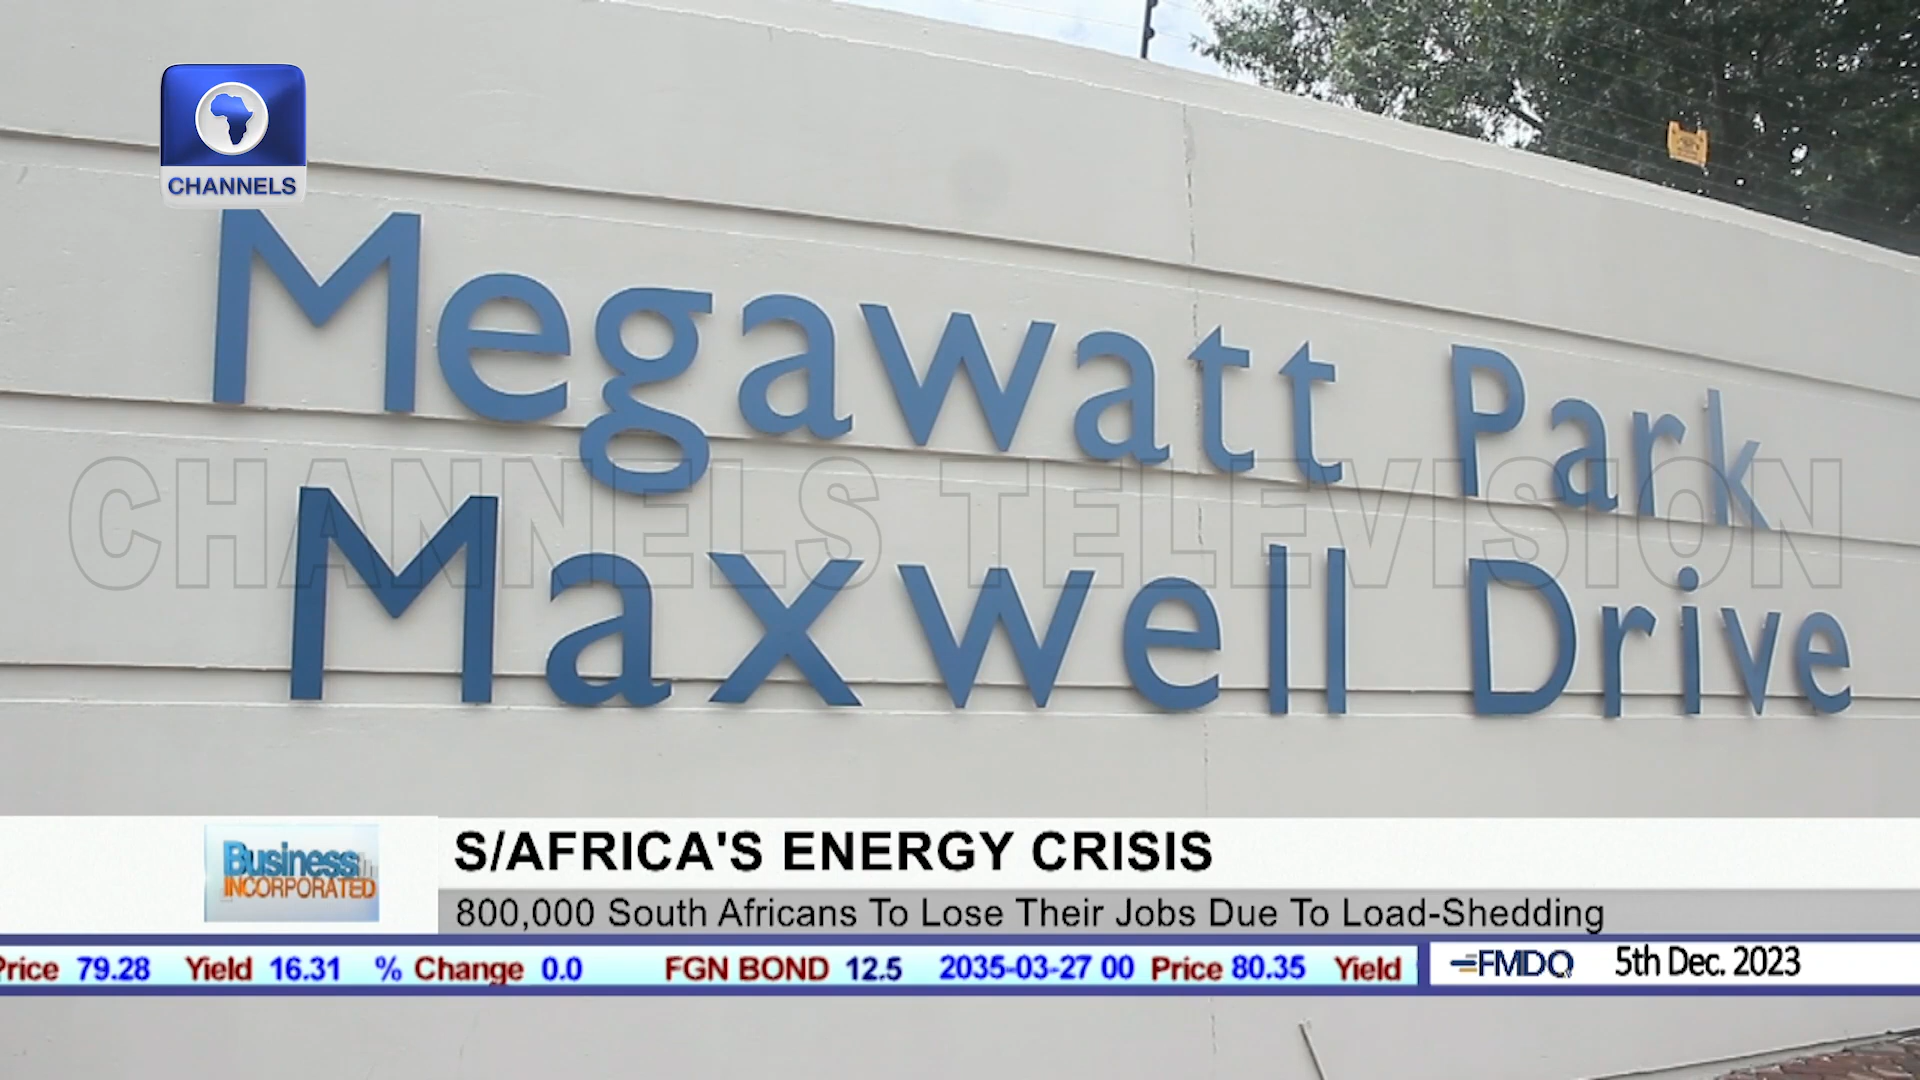 CHANNELS
Megawatt Park
CHANNELS TELEVISION
Maxwell Drive
Business INCORPORATED
S/AFRICA'S ENERGY CRISIS
800,000 South Africans To Lose Their Jobs Due To Load-Shedding
Price 79.28 Yield 16.31 % Change 0.0 FGN BOND 12.5 2035-03-27 00 Price 80.35 Yield
FMDQ 5th Dec. 2023